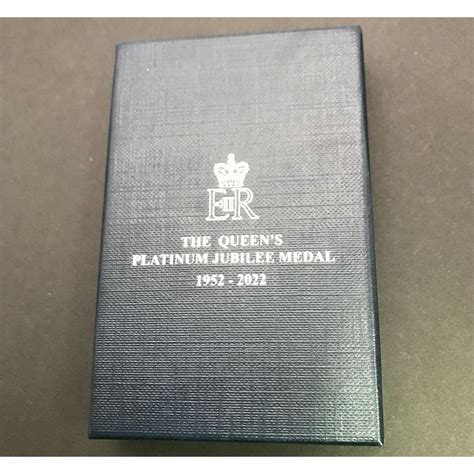 EIIR
THE QUEEN'S
PLATINUM JUBILEE MEDAL
1952 - 2022